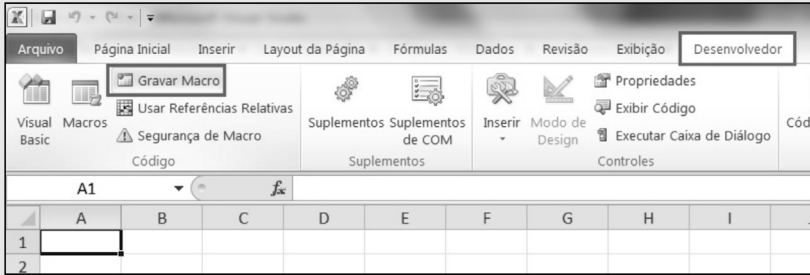 Arquivo Página Inicial Inserir Layout da Página Fórmulas Dados Revisão Exibição Desenvolvedor
Visual Basic
Macros
Gravar Macro
Usar Referências Relativas
Segurança de Macro
Código
Suplementos
Suplementos de COM
Suplementos
Inserir
Modo de Design
Propriedades
Exibir Código
Executar Caixa de Diálogo
Controles
A1 fx
A B C D E F G H I
1
2